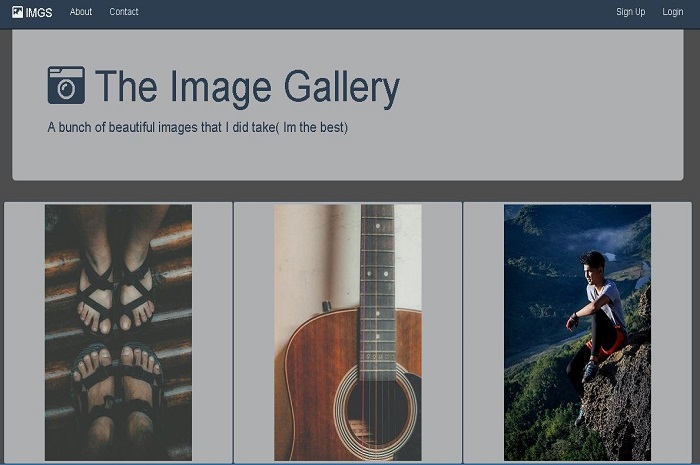 IMGS About Contact Sign Up Login
The Image Gallery
A bunch of beautiful images that I did take( Im the best)